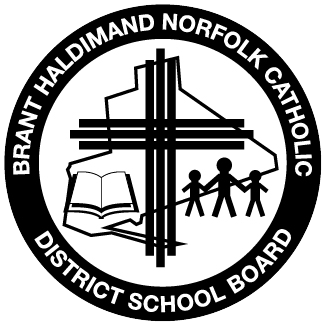 BRANT HALDIMAND NORFOLK CATHOLIC
DISTRICT SCHOOL BOARD